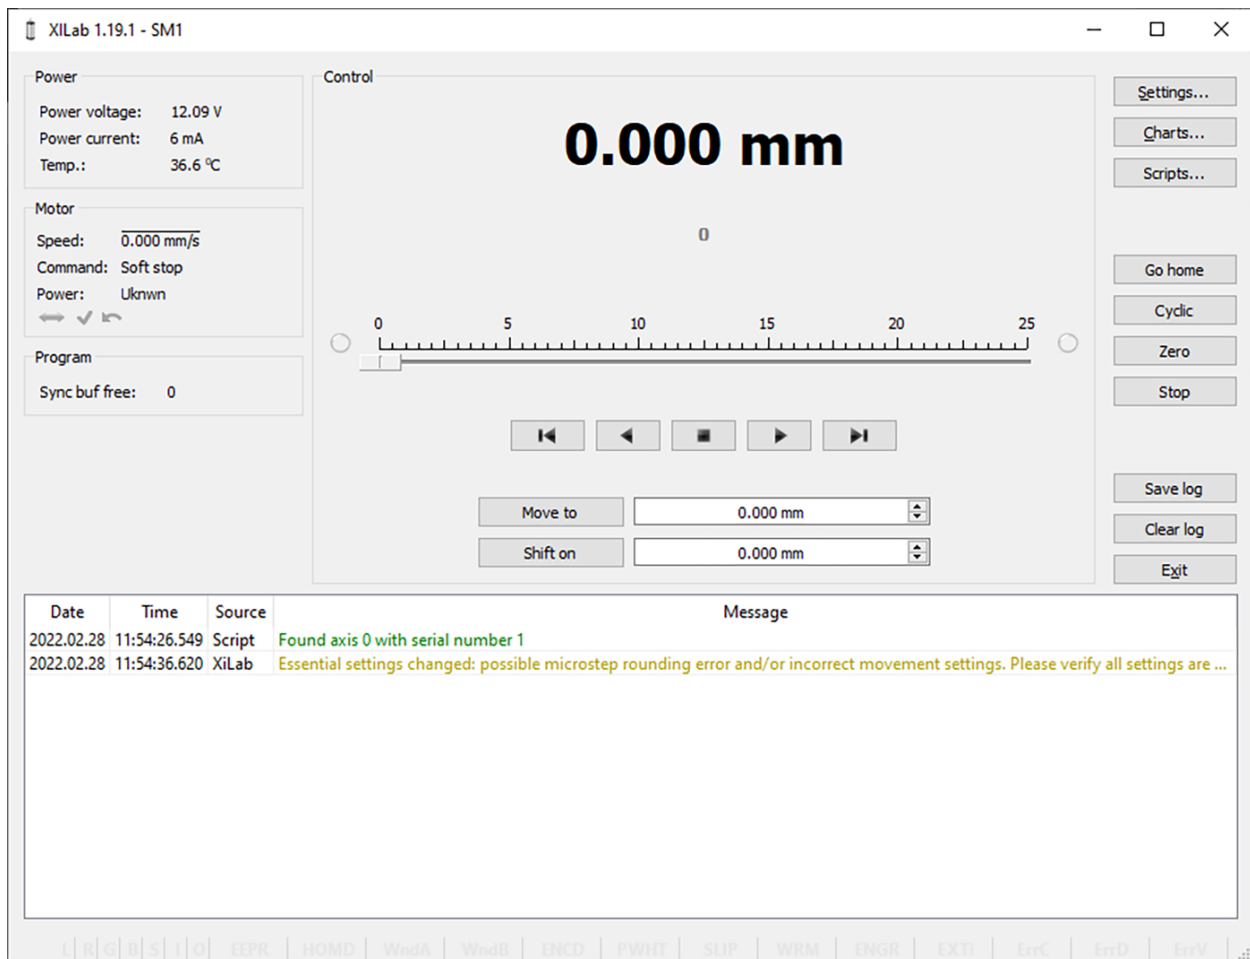 XILab 1.19.1 - SM1
Power
Power voltage: 12.09 V
Power current: 6 mA
Temp.: 36.6 ºC
Motor
Speed: 0.000 mm/s
Command: Soft stop
Power: Uknwn
Program
Sync buf free: 0
Control
0.000 mm
0
0 5 10 15 20 25
Move to 0.000 mm
Shift on 0.000 mm
Settings...
Charts...
Scripts...
Go home
Cyclic
Zero
Stop
Save log
Clear log
Exit
Date Time Source Message
2022.02.28 11:54:26.549 Script Found axis 0 with serial number 1
2022.02.28 11:54:36.620 XiLab Essential settings changed: possible microstep rounding error and/or incorrect movement settings. Please verify all settings are ...
L R G B S I O EEPR HOMD WndA WndB ENCD PWHT SLIP WRM ENGR EXTi ErrC ErrD ErrV